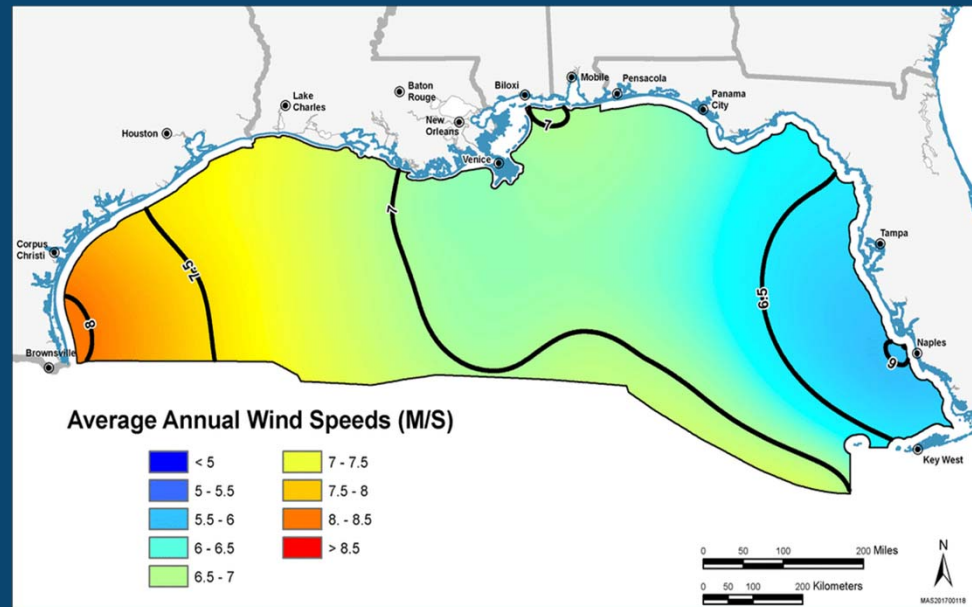 Mobile
Biloxi
Pensacola
Baton
Rouge
Panama
City
Lake
Charles
New
Orleans
7
Houston
Venice
7
Tampa
Corpus
Christi
7.5
6.5
8
Naples
6
Brownsville
Key West
Average Annual Wind Speeds (M/S)
< 5
7 - 7.5
5 - 5.5
7.5 - 8
5.5 - 6
8. - 8.5
6 - 6.5
> 8.5
6.5 - 7
0 50 100 200 Miles
0 50 100 200 Kilometers
N
MAS201700118